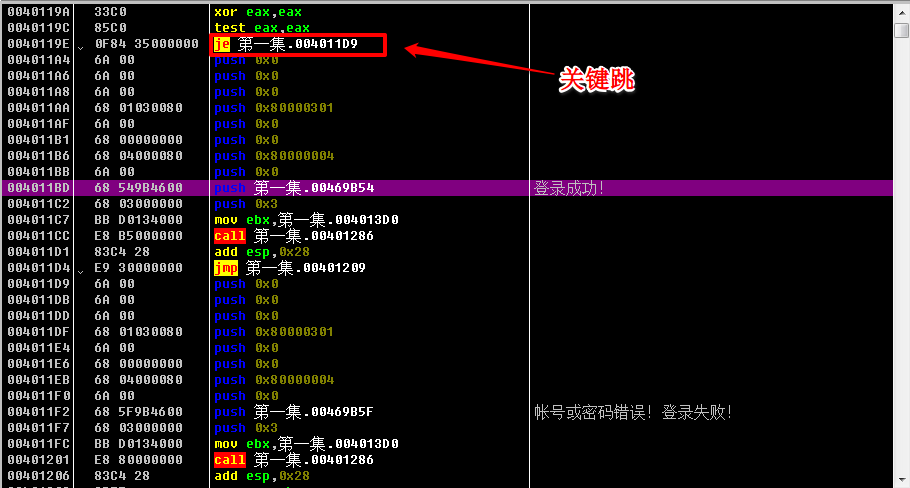 0040119A 33C0 xor eax,eax
0040119C 85C0 test eax,eax
0040119E 0F84 35000000 je 第一集.004011D9
关键跳
004011A4 6A 00 push 0x0
004011A6 6A 00 push 0x0
004011A8 6A 00 push 0x0
004011AA 68 01030080 push 0x80000301
004011AF 6A 00 push 0x0
004011B1 68 00000000 push 0x0
004011B6 68 04000080 push 0x80000004
004011BB 6A 00 push 0x0
004011BD 68 549B4600 push 第一集.00469B54 登录成功!
004011C2 68 03000000 push 0x3
004011C7 BB D0134000 mov ebx,第一集.004013D0
004011CC E8 B5000000 call 第一集.00401286
004011D1 83C4 28 add esp,0x28
004011D4 E9 30000000 jmp 第一集.00401209
004011D9 6A 00 push 0x0
004011DB 6A 00 push 0x0
004011DD 6A 00 push 0x0
004011DF 68 01030080 push 0x80000301
004011E4 6A 00 push 0x0
004011E6 68 00000000 push 0x0
004011EB 68 04000080 push 0x80000004
004011F0 6A 00 push 0x0
004011F2 68 5F9B4600 push 第一集.00469B5F 帐号或密码错误!登录失败!
004011F7 68 03000000 push 0x3
004011FC BB D0134000 mov ebx,第一集.004013D0
00401201 E8 80000000 call 第一集.00401286
00401206 83C4 28 add esp,0x28